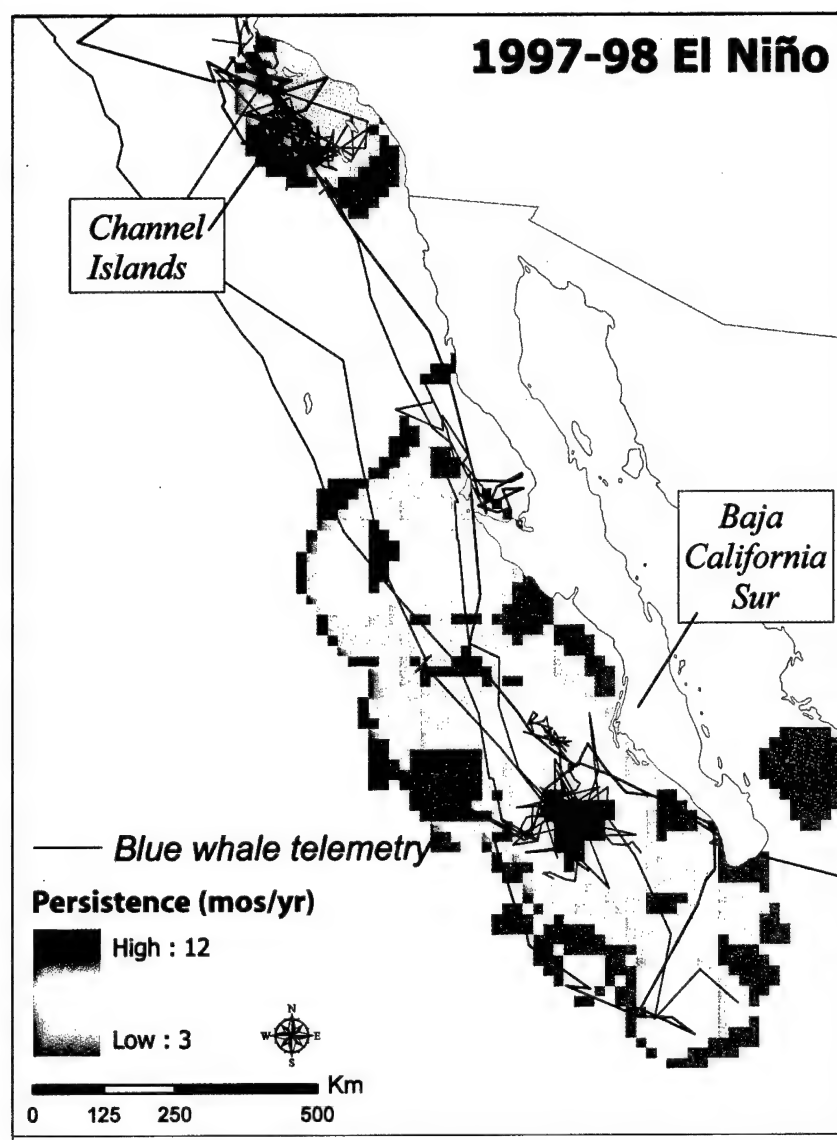 1997-98 El Niño
Channel
Islands
Baja
California
Sur
Blue whale telemetry
Persistence (mos/yr)
High : 12
Low : 3
N
W E
S
Km
0 125 250 500